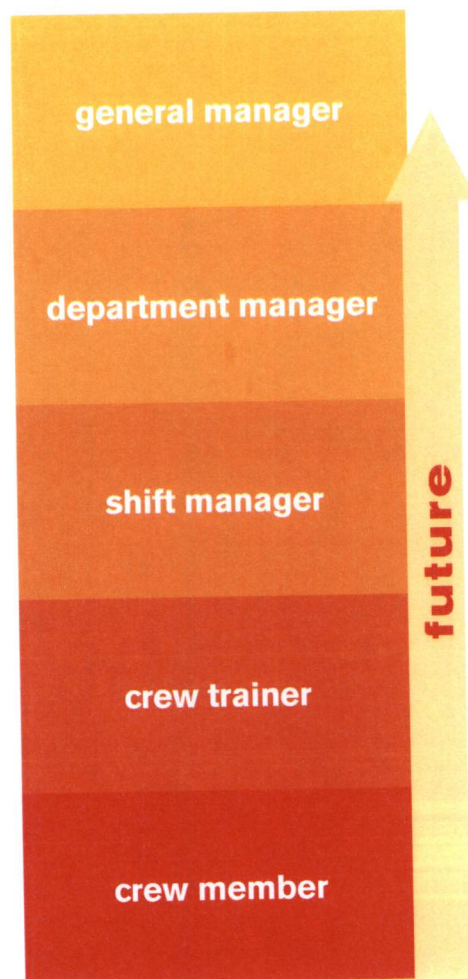 general manager
department manager
shift manager
future
crew trainer
crew member